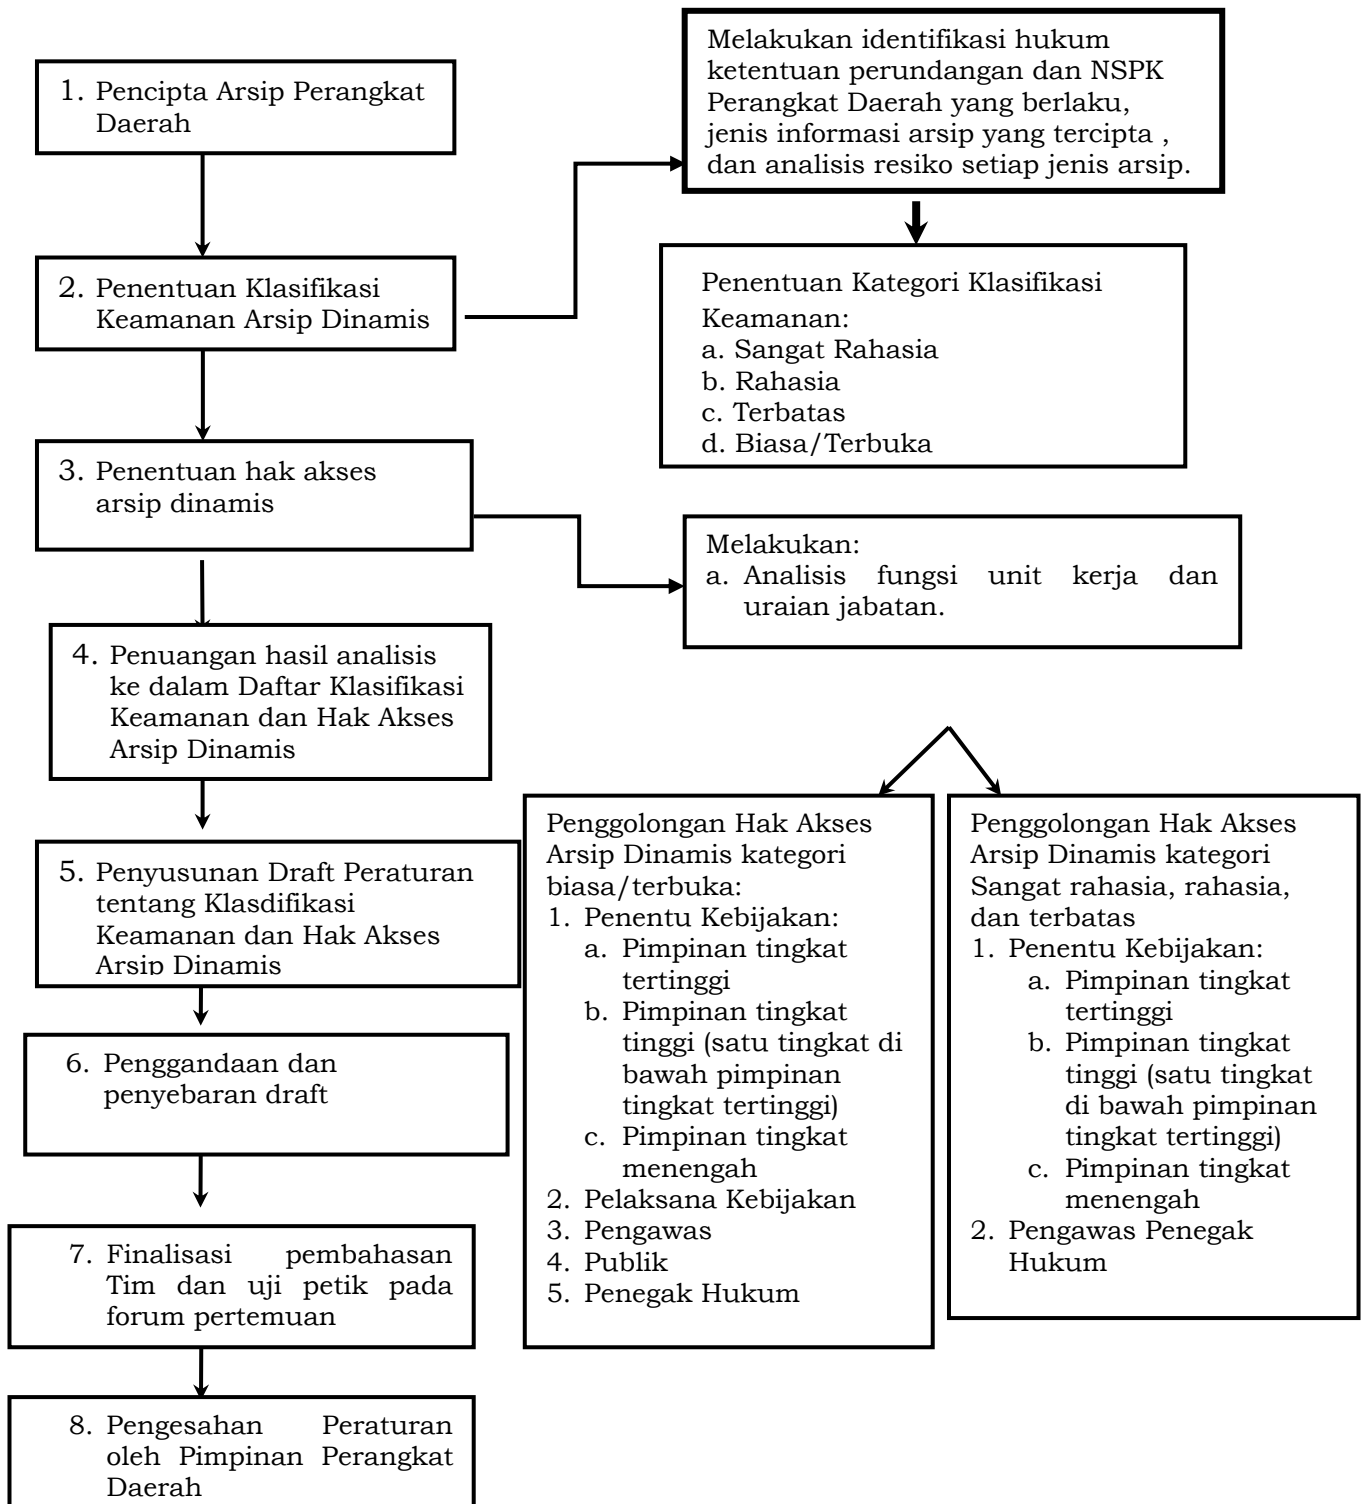 1. Pencipta Arsip Perangkat
Daerah
2. Penentuan Klasifikasi
Keamanan Arsip Dinamis
3. Penentuan hak akses
arsip dinamis
4. Penuangan hasil analisis
ke dalam Daftar Klasifikasi
Keamanan dan Hak Akses
Arsip Dinamis
5. Penyusunan Draft Peraturan
tentang Klasdifikasi
Keamanan dan Hak Akses
Arsip Dinamis
6. Penggandaan dan
penyebaran draft
7. Finalisasi pembahasan
Tim dan uji petik pada
forum pertemuan
8. Pengesahan Peraturan
oleh Pimpinan Perangkat
Daerah
Melakukan identifikasi hukum
ketentuan perundangan dan NSPK
Perangkat Daerah yang berlaku,
jenis informasi arsip yang tercipta ,
dan analisis resiko setiap jenis arsip.
Penentuan Kategori Klasifikasi
Keamanan:
a. Sangat Rahasia
b. Rahasia
c. Terbatas
d. Biasa/Terbuka
Melakukan:
a. Analisis fungsi unit kerja dan
uraian jabatan.
Penggolongan Hak Akses
Arsip Dinamis kategori
biasa/terbuka:
1. Penentu Kebijakan:
a. Pimpinan tingkat
tertinggi
b. Pimpinan tingkat
tinggi (satu tingkat di
bawah pimpinan
tingkat tertinggi)
c. Pimpinan tingkat
menengah
2. Pelaksana Kebijakan
3. Pengawas
4. Publik
5. Penegak Hukum
Penggolongan Hak Akses
Arsip Dinamis kategori
Sangat rahasia, rahasia,
dan terbatas
1. Penentu Kebijakan:
a. Pimpinan tingkat
tertinggi
b. Pimpinan tingkat
tinggi (satu tingkat
di bawah pimpinan
tingkat tertinggi)
c. Pimpinan tingkat
menengah
2. Pengawas Penegak
Hukum